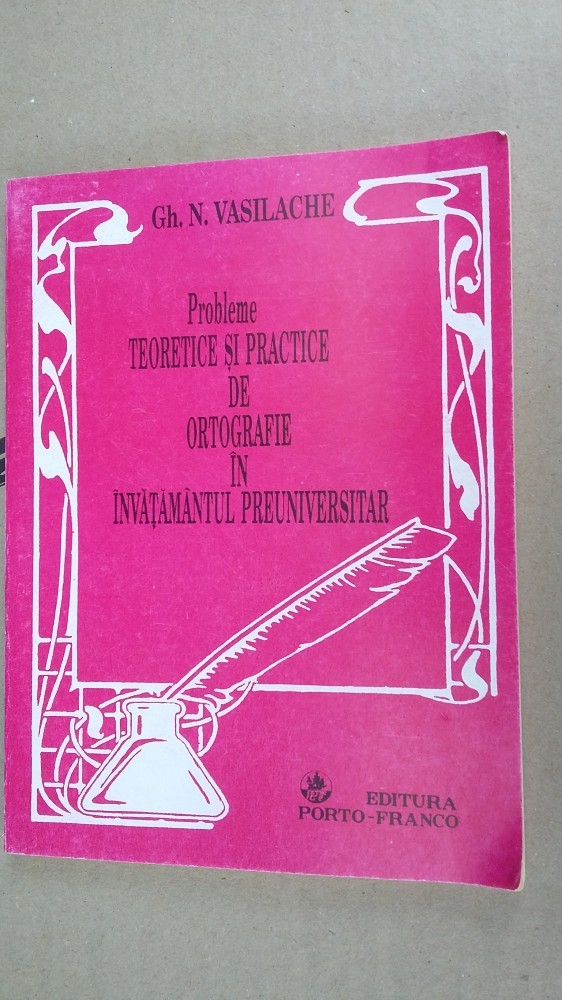 Gh. N. VASILACHE
Probleme
TEORETICE ȘI PRACTICE
DE
ORTOGRAFIE
ÎN
ÎNVĂȚĂMÂNTUL PREUNIVERSITAR
EDITURA
PORTO-FRANCO